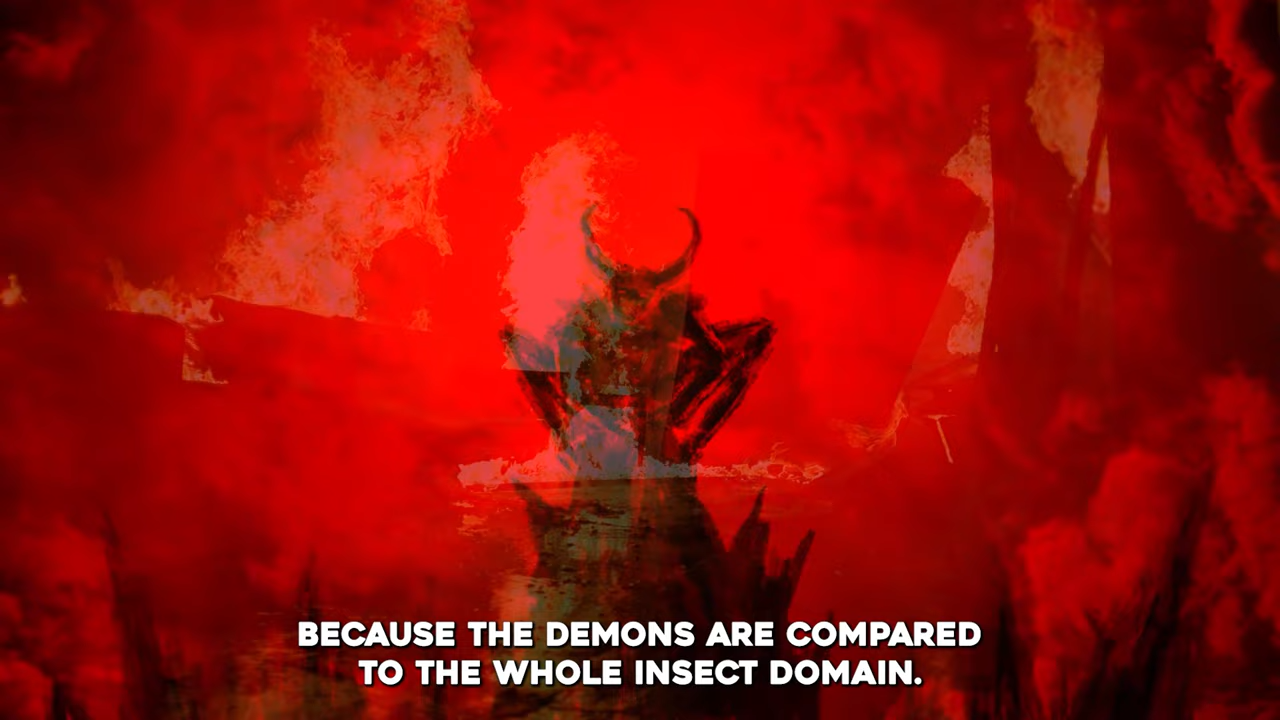 BECAUSE THE DEMONS ARE COMPARED
TO THE WHOLE INSECT DOMAIN.